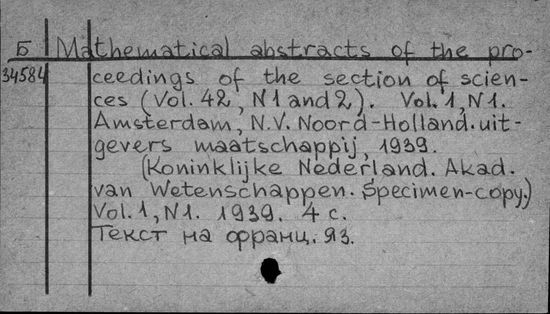 Б Mathematical abstracts of the pro-
34584 ceedings of the section of scien-
ces (Vol. 42, N1 and 2). Vol. 1, N1.
Amsterdam, N.V. Noord-Holland. uit-
gevers maatschappij, 1939.
(Koninklijke Nederland. Akad.
van Wetenschappen. Specimen-copy.)
Vol. 1, N1. 1939. 4 с.
Текст на франц. яз.